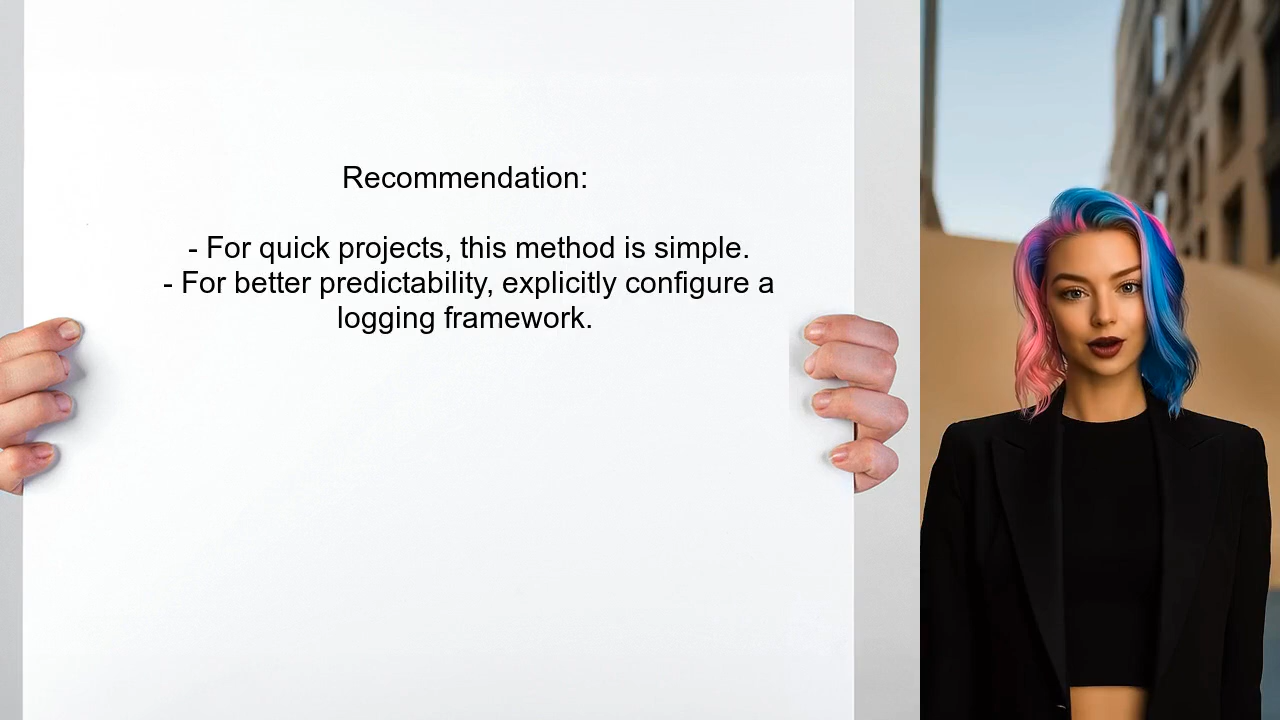 Recommendation:
- For quick projects, this method is simple.
- For better predictability, explicitly configure a
logging framework.